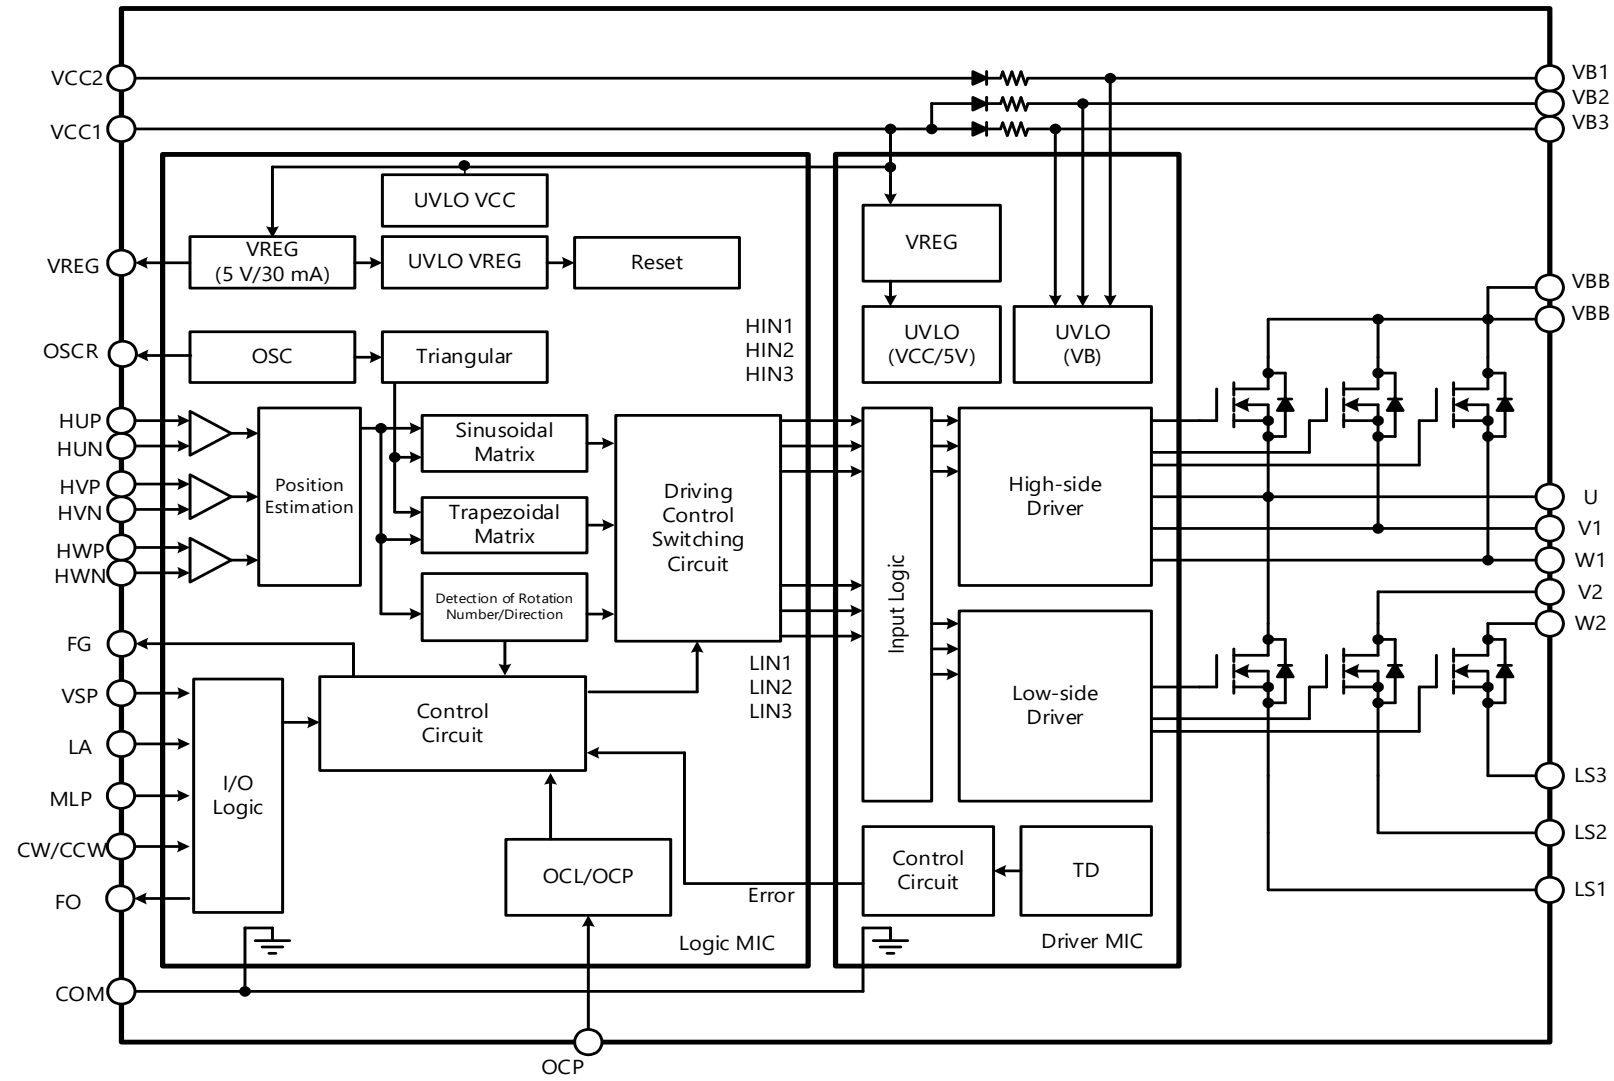 VCC2
VB1
VB2
VCC1
VB3
UVLO VCC
VREG
VREG
(5 V/30 mA)
UVLO VREG
Reset
VREG
UVLO
(VCC/5V)
UVLO
(VB)
VBB
VBB
HIN1
HIN2
HIN3
OSCR
OSC
Triangular
HUP
HUN
HVP
HVN
HWP
HWN
Position
Estimation
Sinusoidal
Matrix
Trapezoidal
Matrix
Detection of Rotation
Number/Direction
Driving
Control
Switching
Circuit
Input Logic
High-side
Driver
U
V1
W1
V2
W2
FG
VSP
LA
MLP
CW/CCW
FO
I/O
Logic
Control
Circuit
LIN1
LIN2
LIN3
Low-side
Driver
LS3
LS2
LS1
OCL/OCP
Error
Control
Circuit
TD
Logic MIC
Driver MIC
COM
OCP